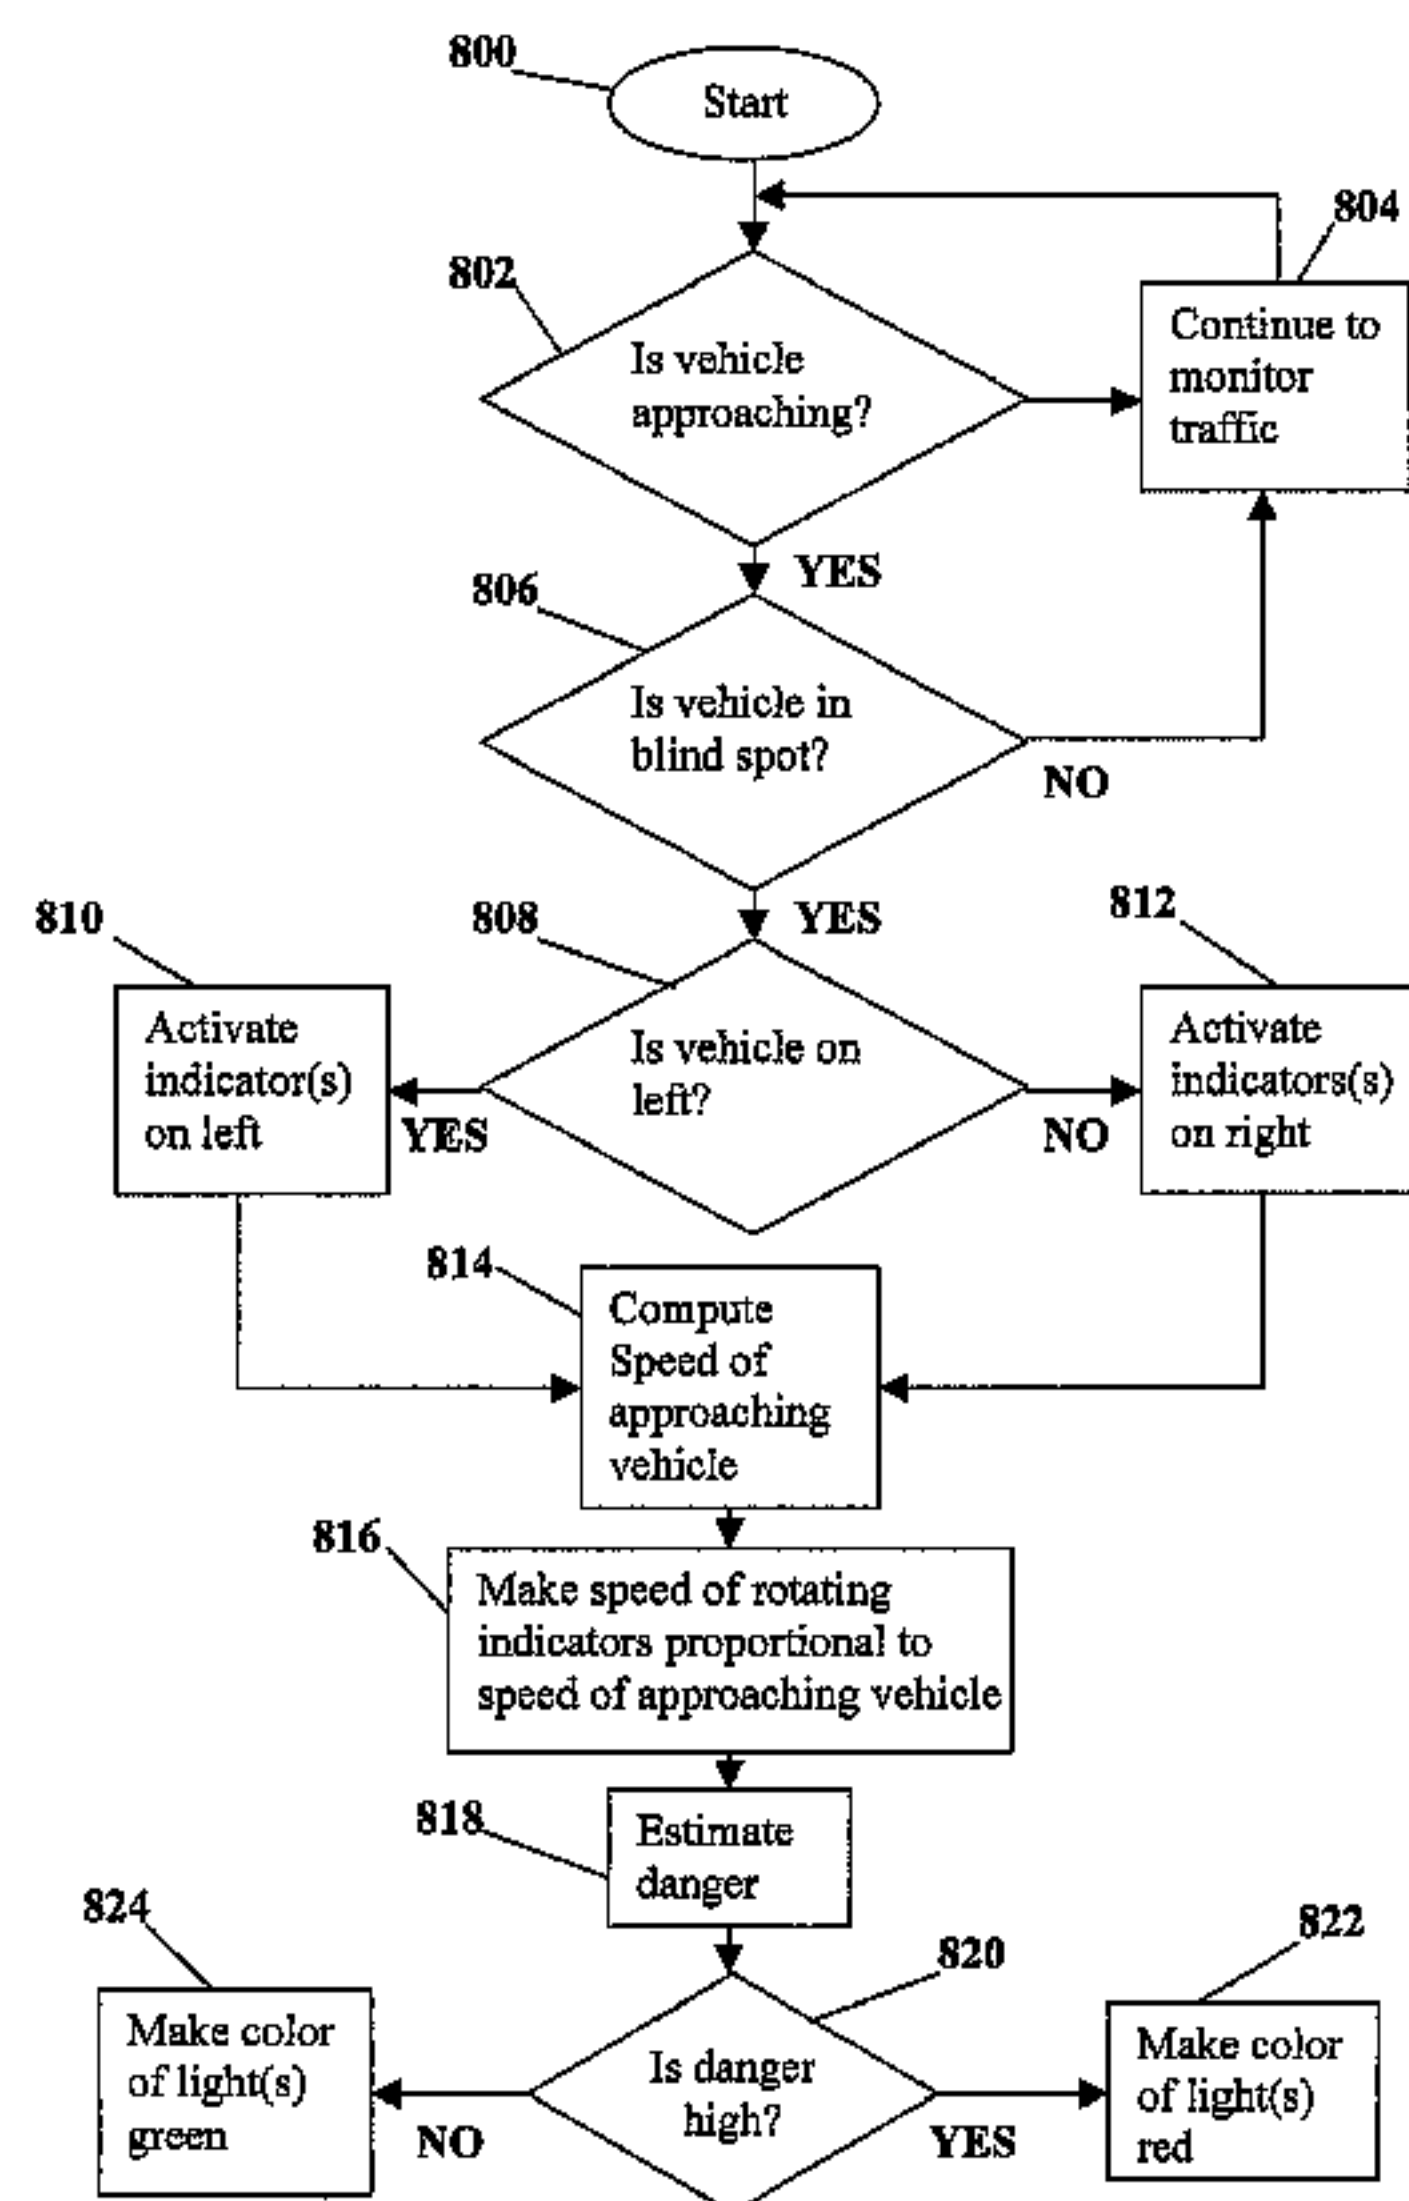 800
Start
804
802
Continue to
monitor
traffic
Is vehicle
approaching?
YES
806
Is vehicle in
blind spot?
NO
YES
810
808
812
Activate
indicator(s)
on left
Is vehicle on
left?
Activate
indicators(s)
on right
YES
NO
814
Compute
Speed of
approaching
vehicle
816
Make speed of rotating
indicators proportional to
speed of approaching vehicle
818
Estimate
danger
824
820
822
Make color
of light(s)
green
Is danger
high?
Make color
of light(s)
red
NO
YES